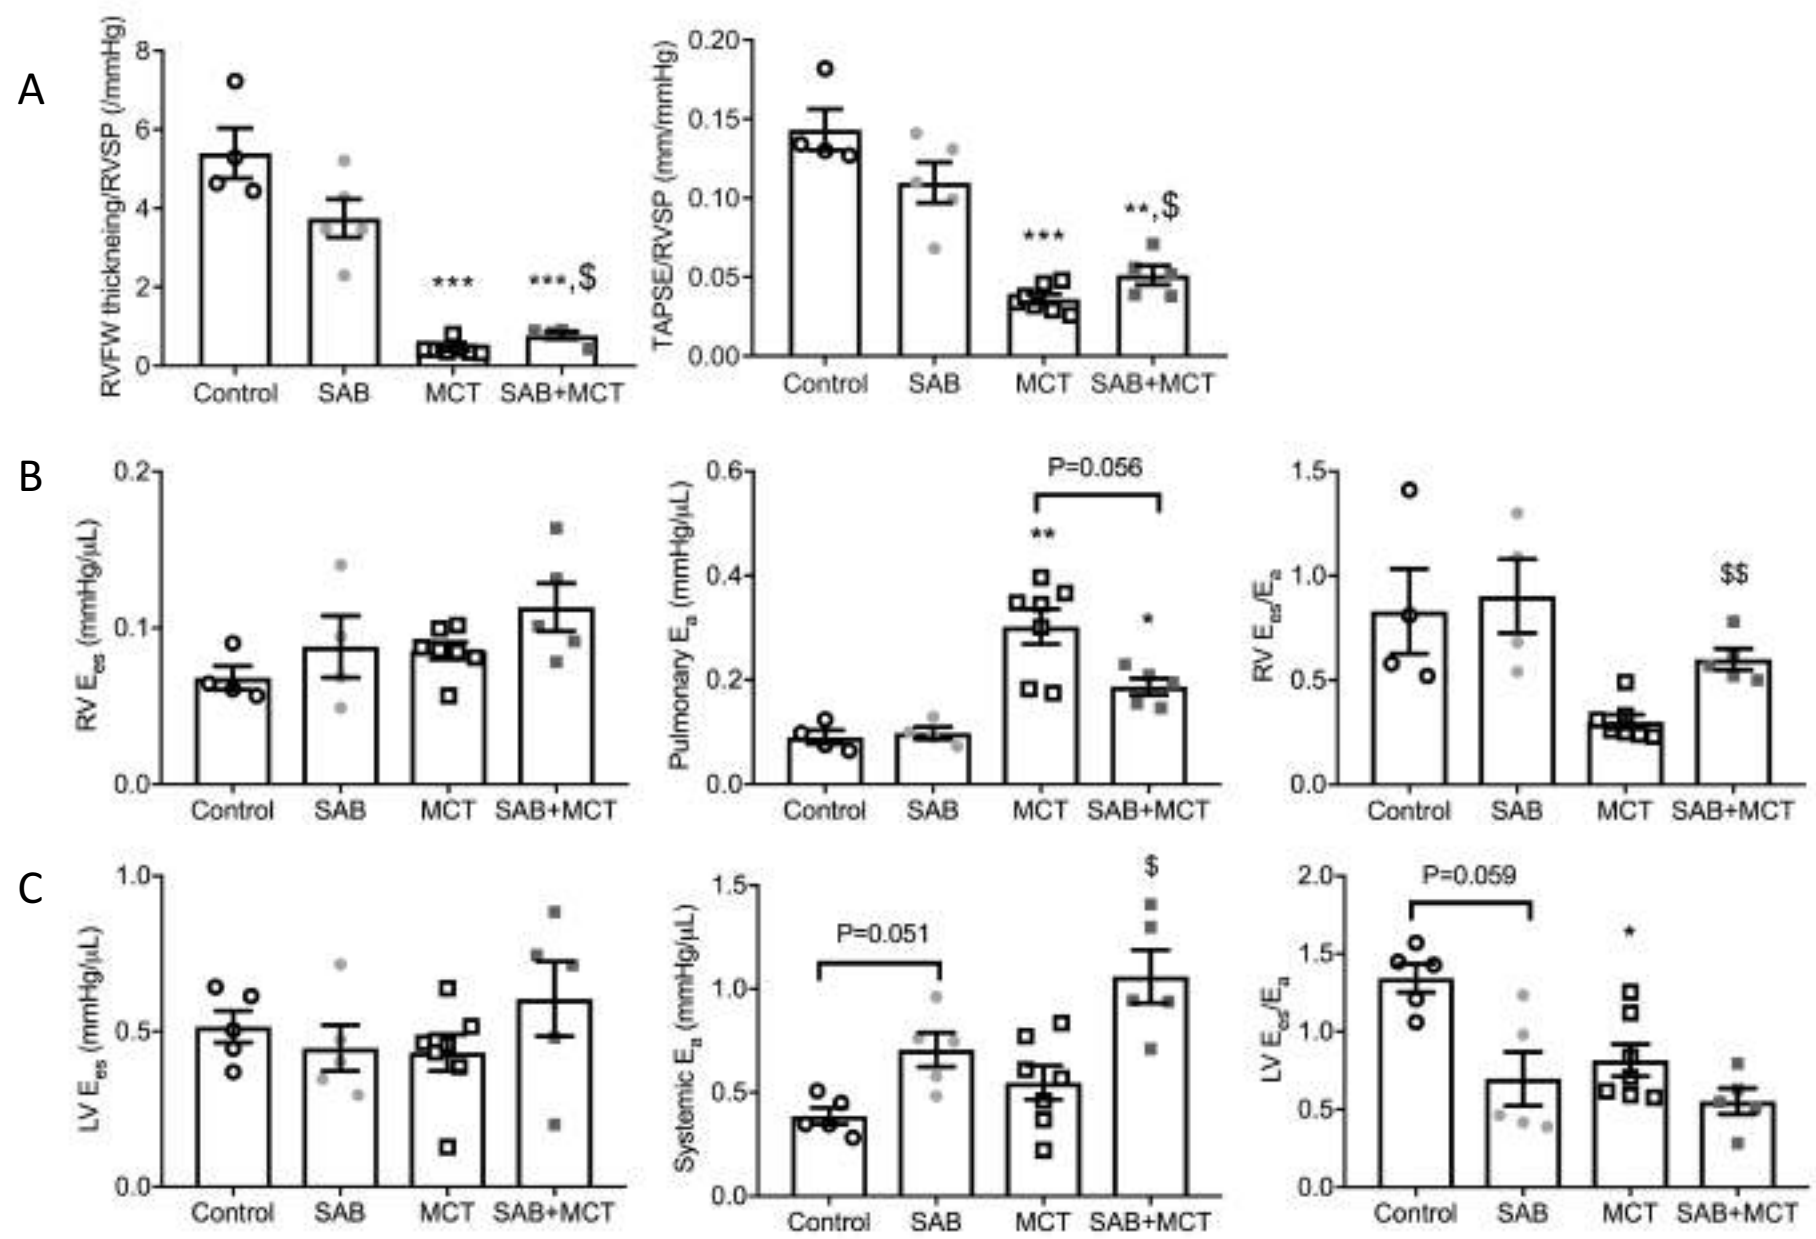 A
RVFW thickneing/RVSP (/mmHg)
8
6
4
2
0
***
***,$
Control SAB MCT SAB+MCT
TAPSE/RVSP (mm/mmHg)
0.20
0.15
0.10
0.05
0.00
***
**,$
Control SAB MCT SAB+MCT
B
RV Ees (mmHg/μL)
0.2
0.1
0.0
Control SAB MCT SAB+MCT
Pulmonary Ea (mmHg/μL)
0.6
0.4
0.2
0.0
P=0.056
**
*
Control SAB MCT SAB+MCT
RV Ees/Ea
1.5
1.0
0.5
0.0
$$
Control SAB MCT SAB+MCT
C
LV Ees (mmHg/μL)
1.0
0.5
0.0
Control SAB MCT SAB+MCT
Systemic Ea (mmHg/μL)
1.5
1.0
0.5
0.0
P=0.051
$
Control SAB MCT SAB+MCT
LV Ees/Ea
2.0
1.5
1.0
0.5
0.0
P=0.059
*
Control SAB MCT SAB+MCT